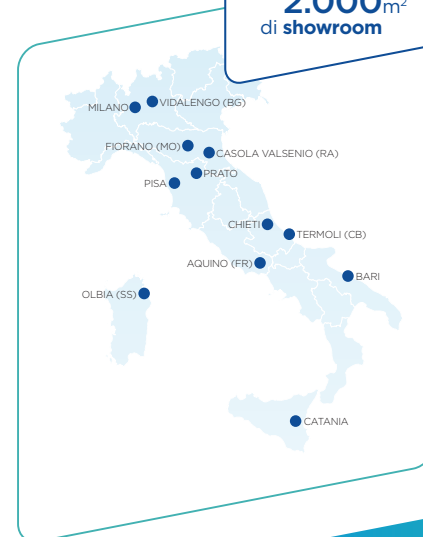 2.000m²
di showroom
MILANO
VIDALENGO (BG)
FIORANO (MO)
CASOLA VALSENIO (RA)
PRATO
PISA
CHIETI
TERMOLI (CB)
AQUINO (FR)
BARI
OLBIA (SS)
CATANIA